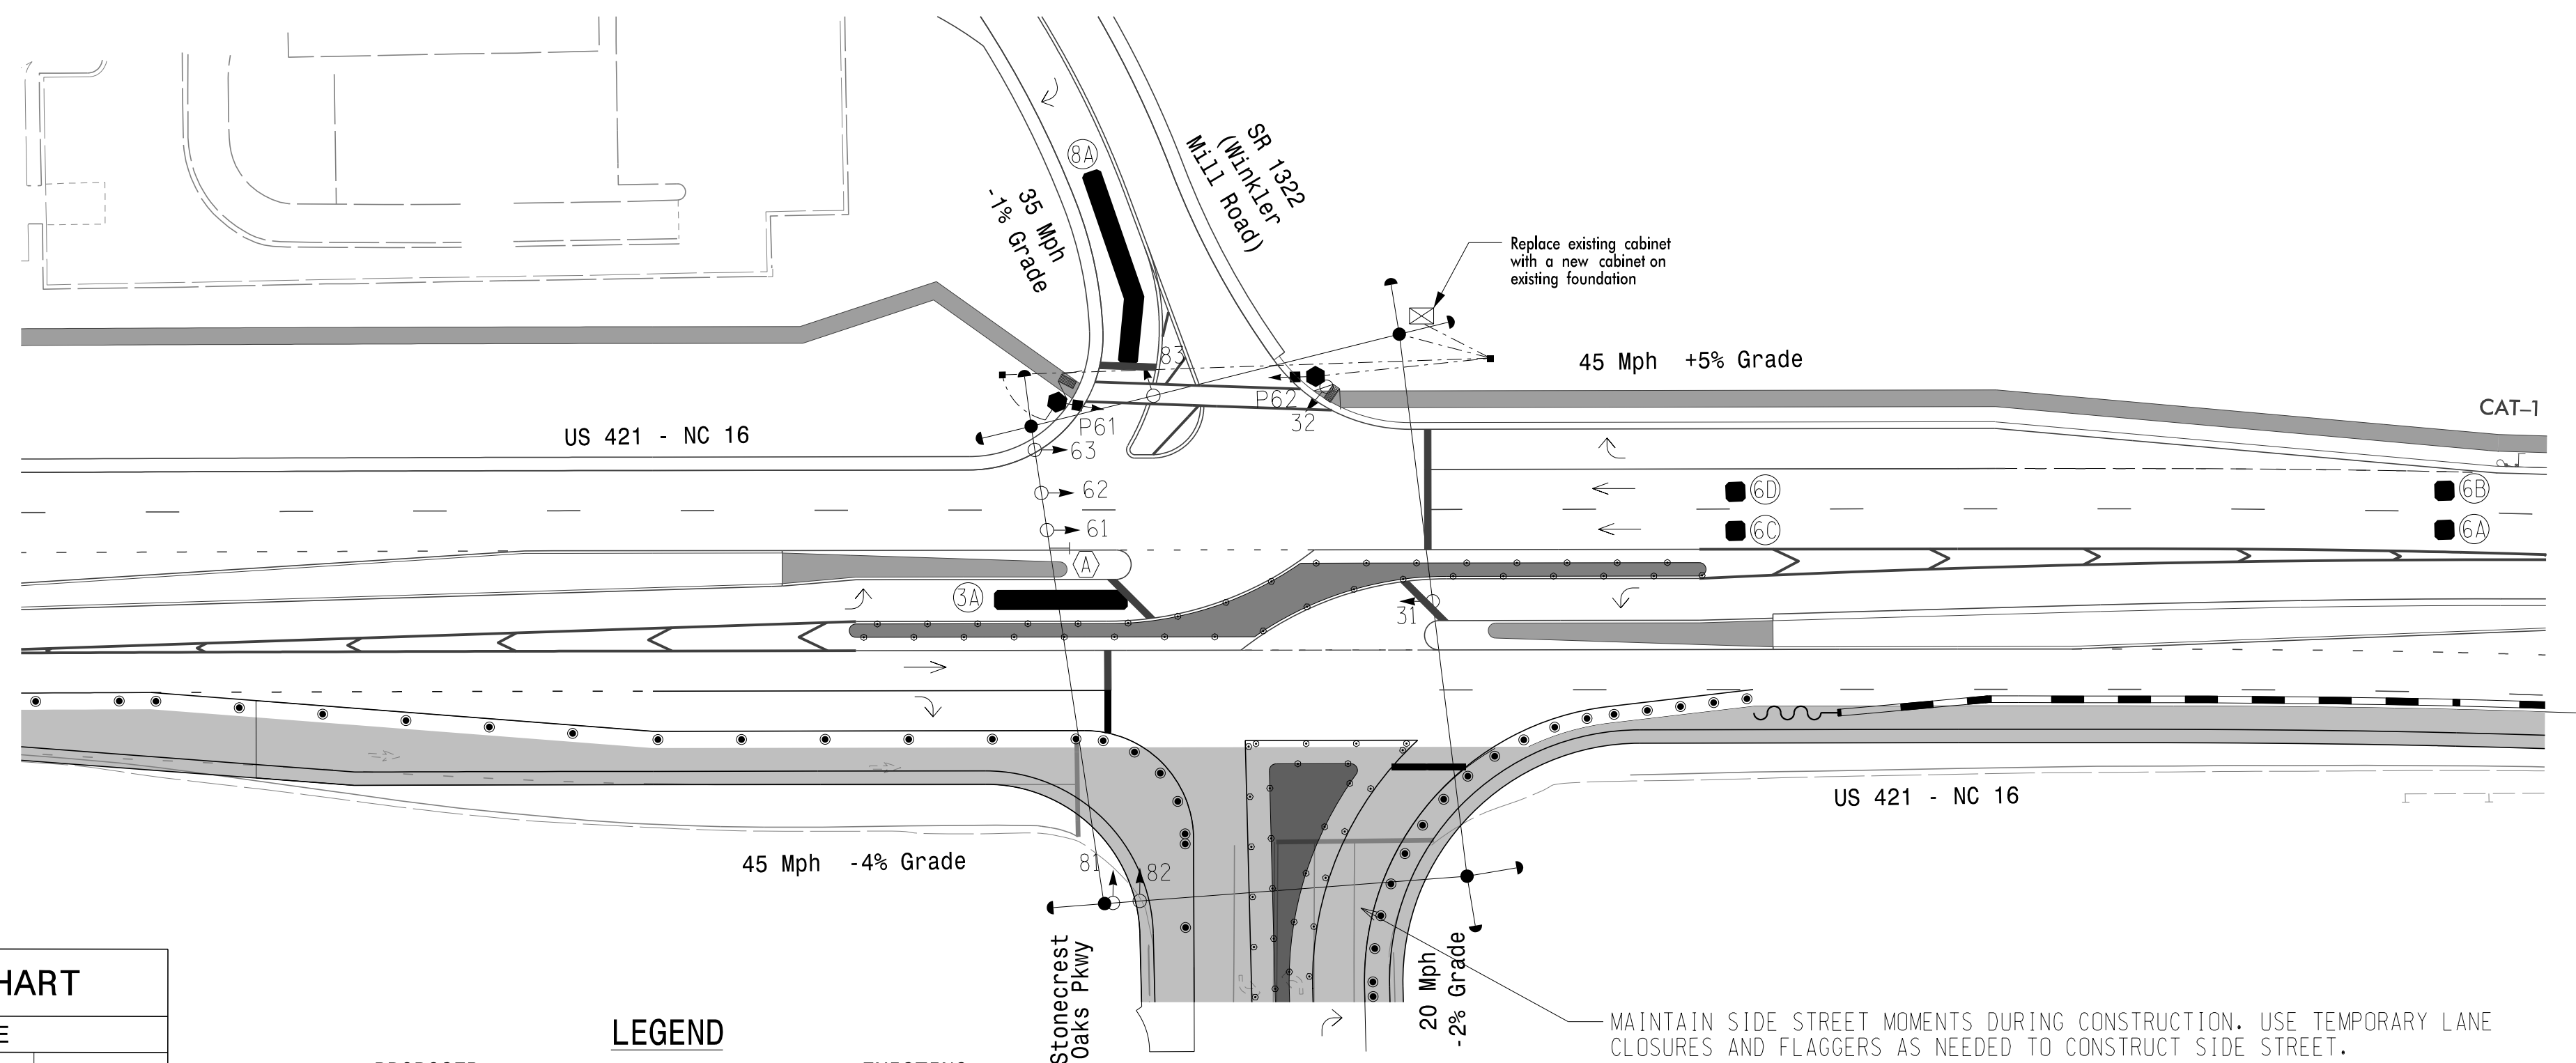 8A
SR 1322
(Winkler
Mill Road)
35 Mph
-1% Grade
Replace existing cabinet
with a new cabinet on
existing foundation
83
45 Mph +5% Grade
CAT-1
P62
32
P61
US 421 - NC 16
63
62
61
6D
6B
6C
6A
A
3A
31
US 421 - NC 16
45 Mph -4% Grade
81
82
Stonecrest
Oaks Pkwy
20 Mph
-2% Grade
HART
E
LEGEND
MAINTAIN SIDE STREET MOMENTS DURING CONSTRUCTION. USE TEMPORARY LANE
CLOSURES AND FLAGGERS AS NEEDED TO CONSTRUCT SIDE STREET.